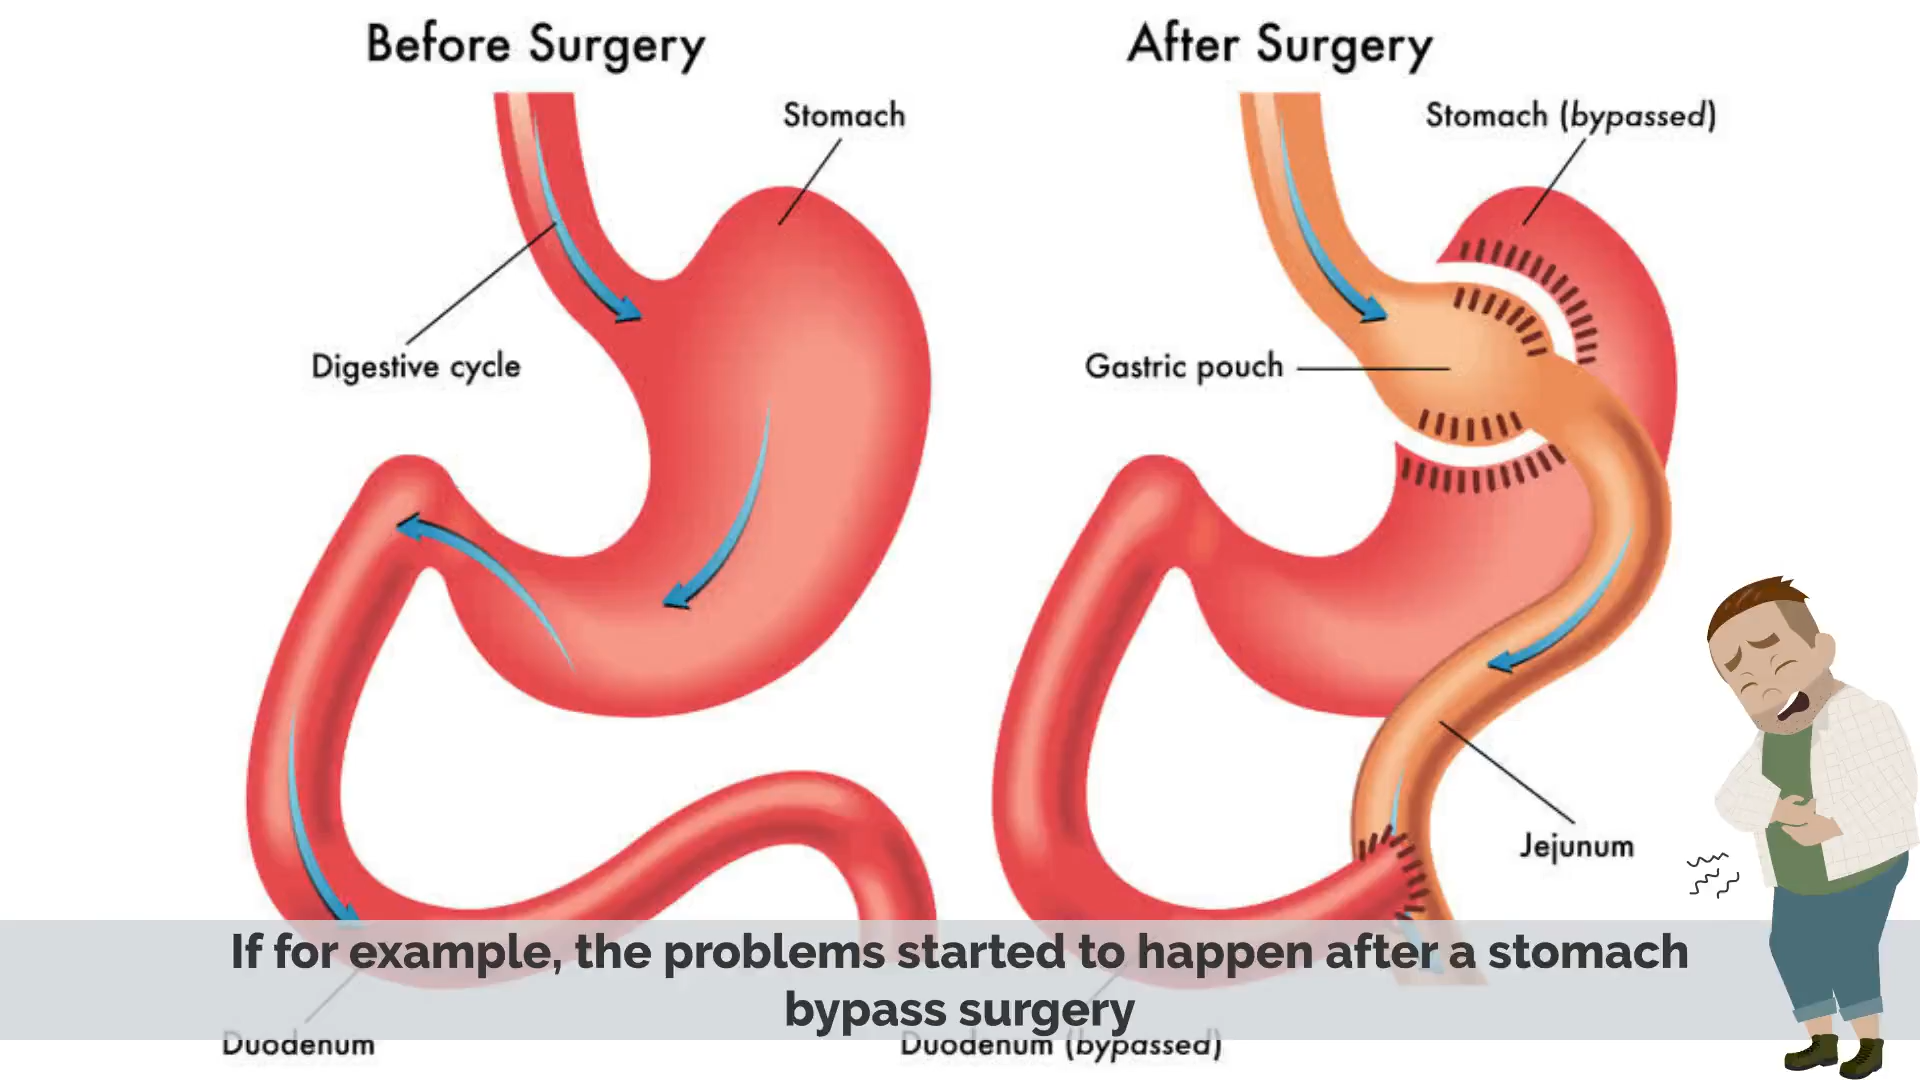 Before Surgery
After Surgery
Stomach
Stomach (bypassed)
Digestive cycle
Gastric pouch
Jejunum
If for example, the problems started to happen after a stomach
bypass surgery
Duodenum
Duodenum (bypassed)